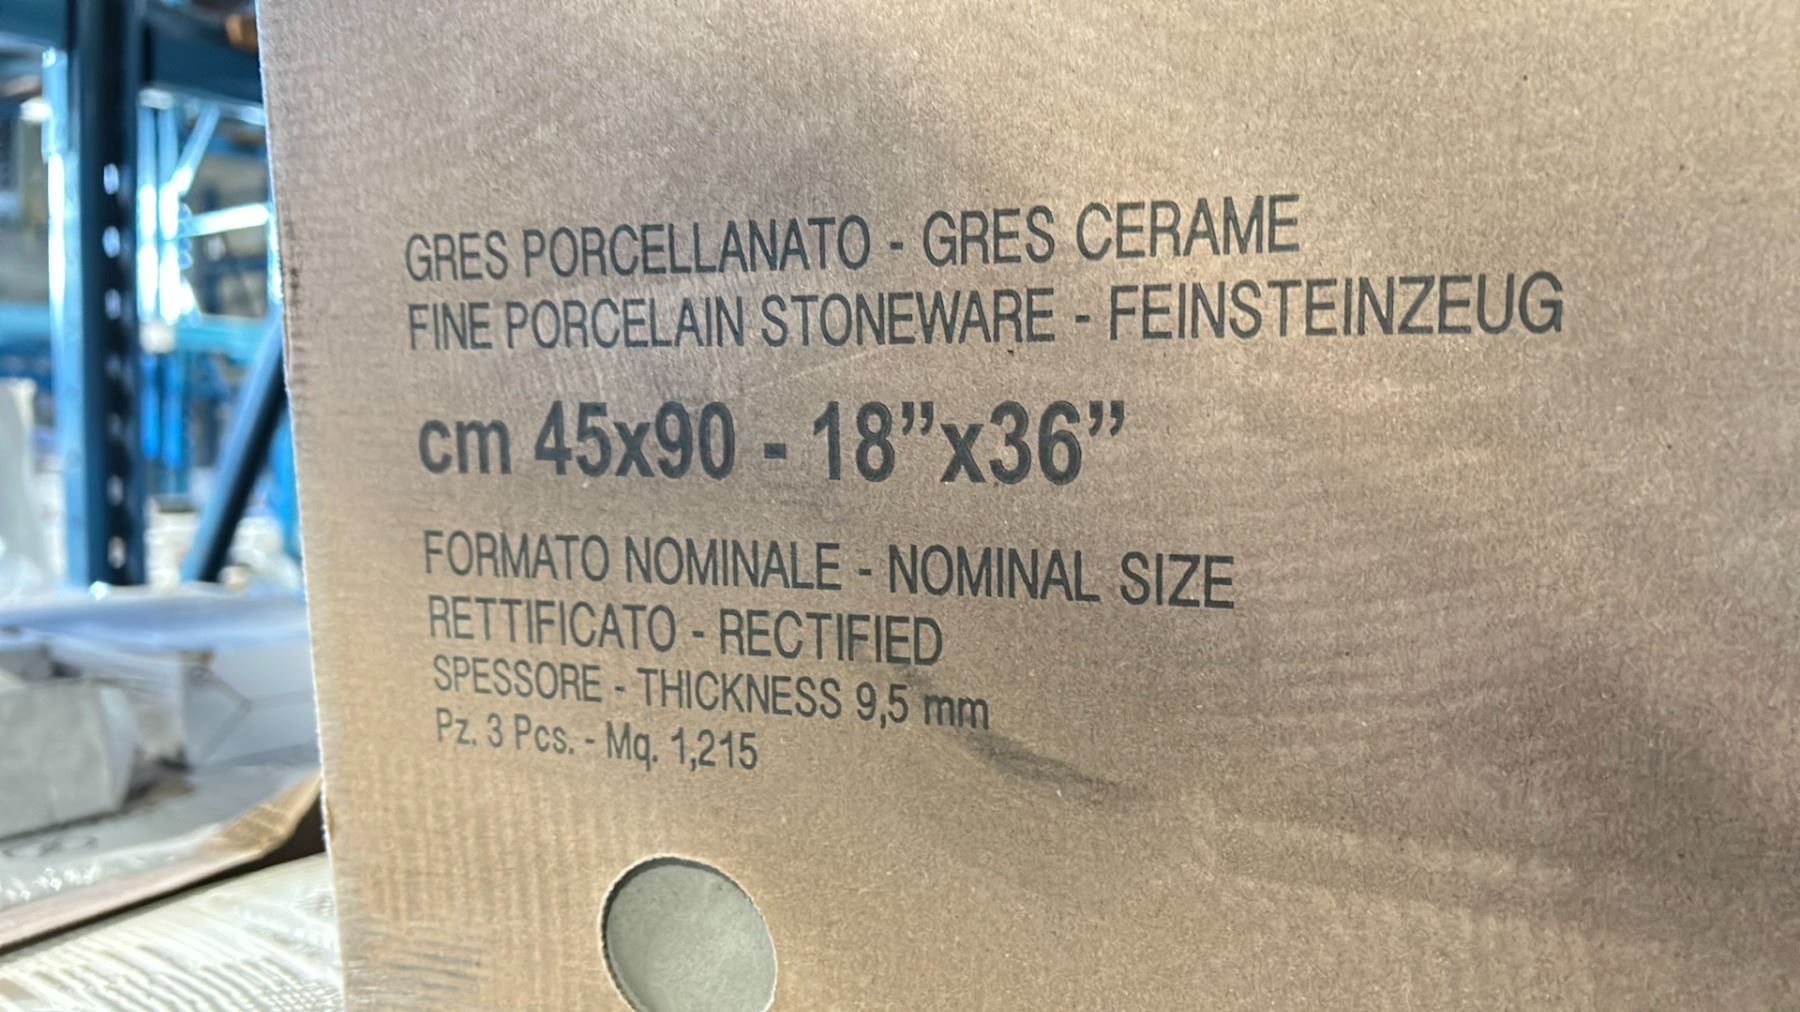 GRES PORCELLANATO - GRES CERAME
FINE PORCELAIN STONEWARE - FEINSTEINZEUG
cm 45x90 - 18”x36”
FORMATO NOMINALE - NOMINAL SIZE
RETTIFICATO - RECTIFIED
SPESSORE - THICKNESS 9,5 mm
Pz. 3 Pcs. - Mq. 1,215